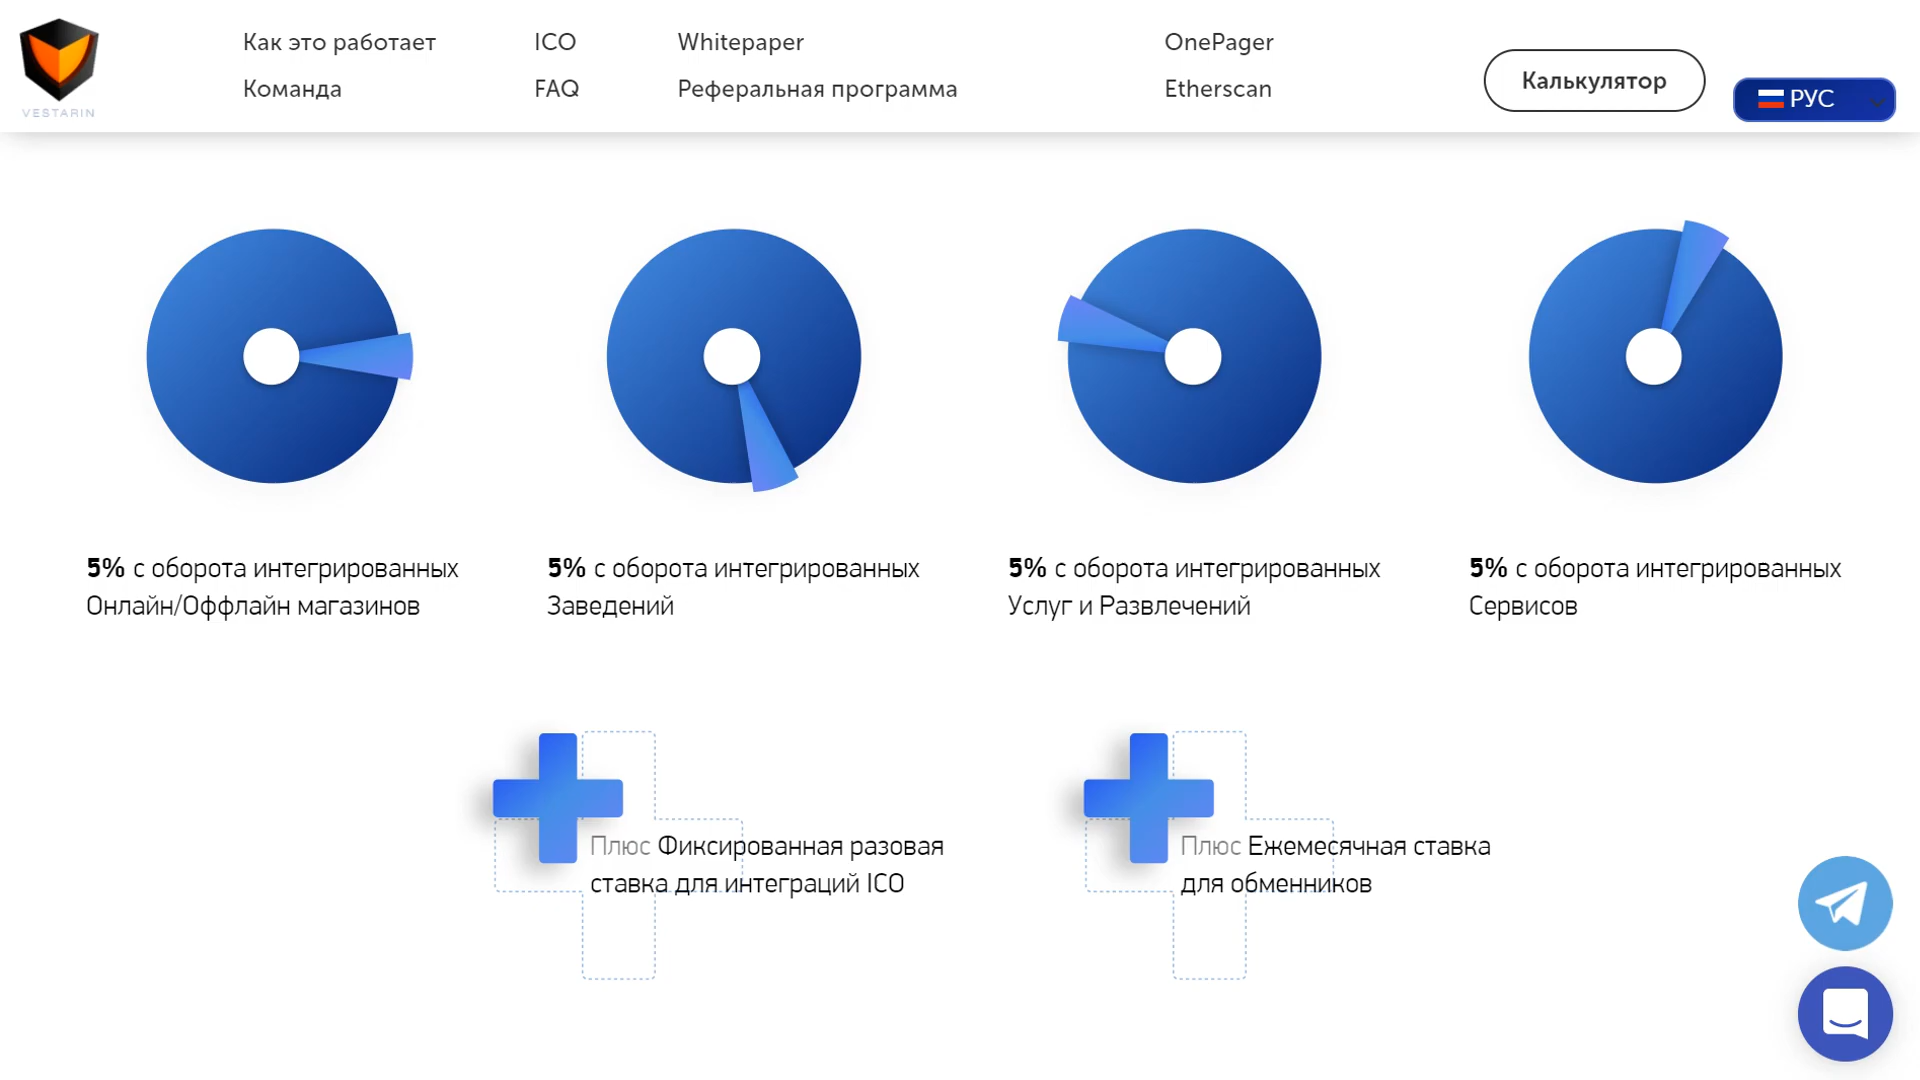 VESTARIN
Как это работает
ICO
Whitepaper
OnePager
Команда
FAQ
Реферальная программа
Etherscan
Калькулятор
РУС
5% с оборота интегрированных
Онлайн/Оффлайн магазинов
5% с оборота интегрированных
Заведений
5% с оборота интегрированных
Услуг и Развлечений
5% с оборота интегрированных
Сервисов
Плюс Фиксированная разовая
ставка для интеграций ICO
Плюс Ежемесячная ставка
для обменников